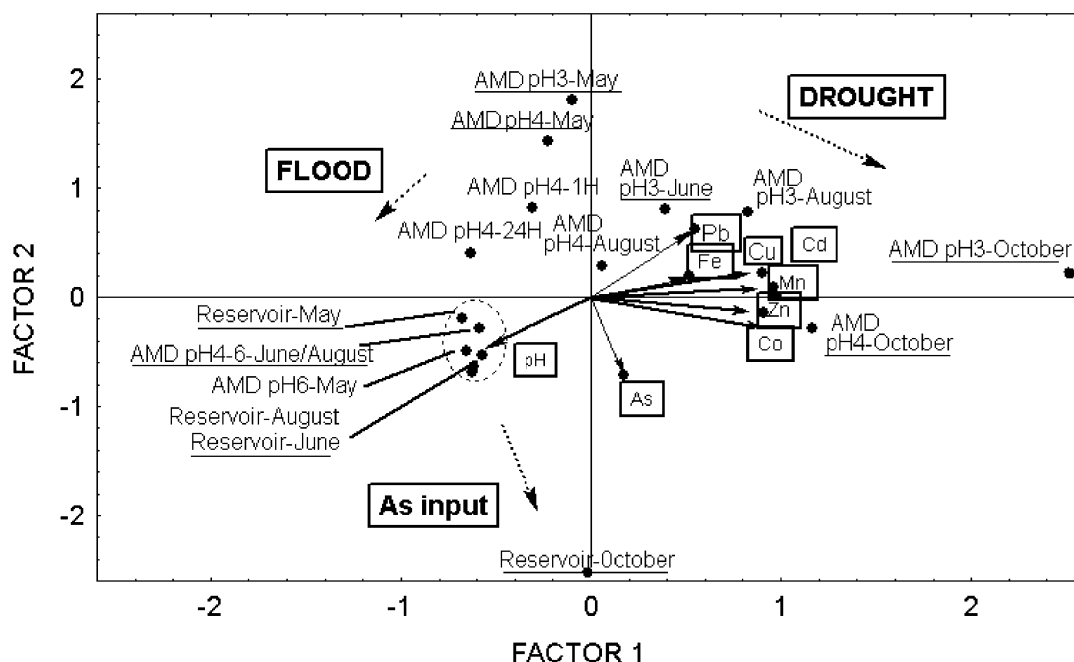 2
AMD pH3-May
DROUGHT
AMD pH4-May
FLOOD
1
AMD pH4-1H
AMD
pH3-June
AMD
pH3-August
AMD pH4-24H
AMD
pH4-August
Pb
Cu
Cd
AMD pH3-October
Fe
FACTOR 2
0
Mn
Reservoir-May
Zn
AMD pH4-6-June/August
Co
AMD
pH4-October
pH
AMD pH6-May
-1
As
Reservoir-August
Reservoir-June
As input
-2
Reservoir-October
-2
-1
0
1
2
FACTOR 1